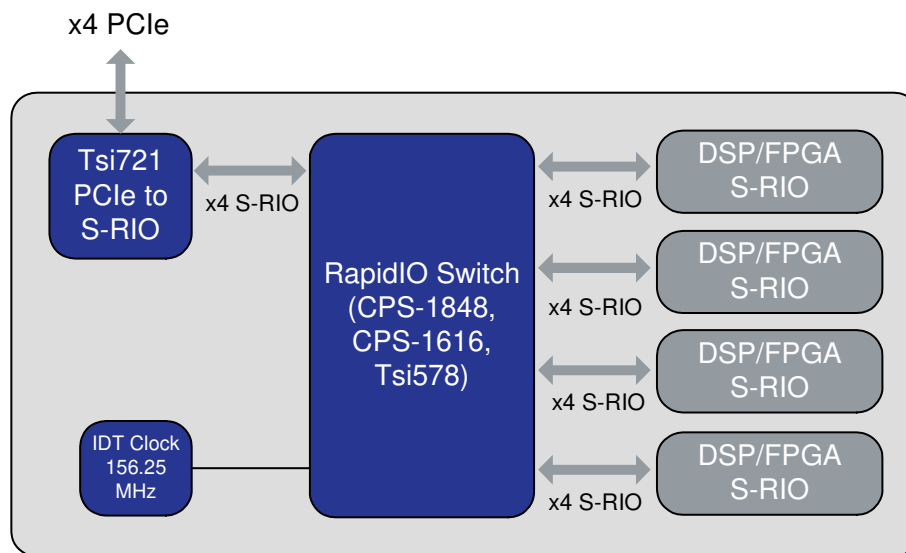 x4 PCIe
Tsi721
PCIe to
S-RIO
x4 S-RIO
RapidIO Switch
(CPS-1848,
CPS-1616,
Tsi578)
IDT Clock
156.25
MHz
x4 S-RIO
DSP/FPGA
S-RIO
x4 S-RIO
DSP/FPGA
S-RIO
x4 S-RIO
DSP/FPGA
S-RIO
x4 S-RIO
DSP/FPGA
S-RIO